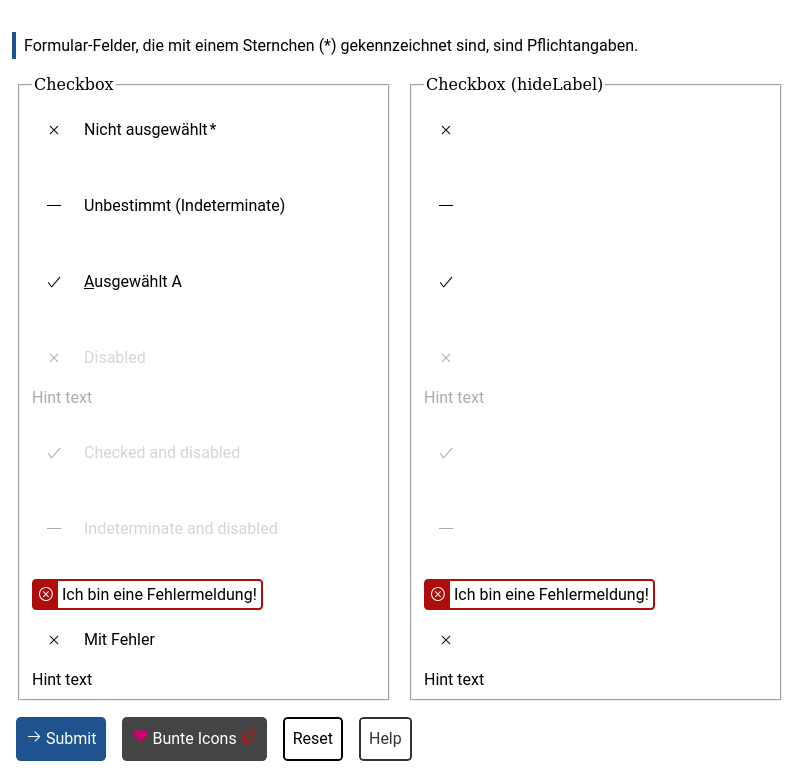 Formular-Felder, die mit einem Sternchen (*) gekennzeichnet sind, sind Pflichtangaben.
Checkbox
Nicht ausgewählt*
Unbestimmt (Indeterminate)
Ausgewählt A
Disabled
Hint text
Checked and disabled
Indeterminate and disabled
Ich bin eine Fehlermeldung!
Mit Fehler
Hint text
Checkbox (hideLabel)
Hint text
Ich bin eine Fehlermeldung!
Hint text
Submit
Bunte Icons
Reset
Help